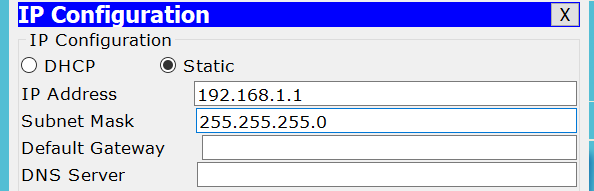 IP Configuration X
IP Configuration
DHCP Static
IP Address 192.168.1.1
Subnet Mask 255.255.255.0
Default Gateway
DNS Server